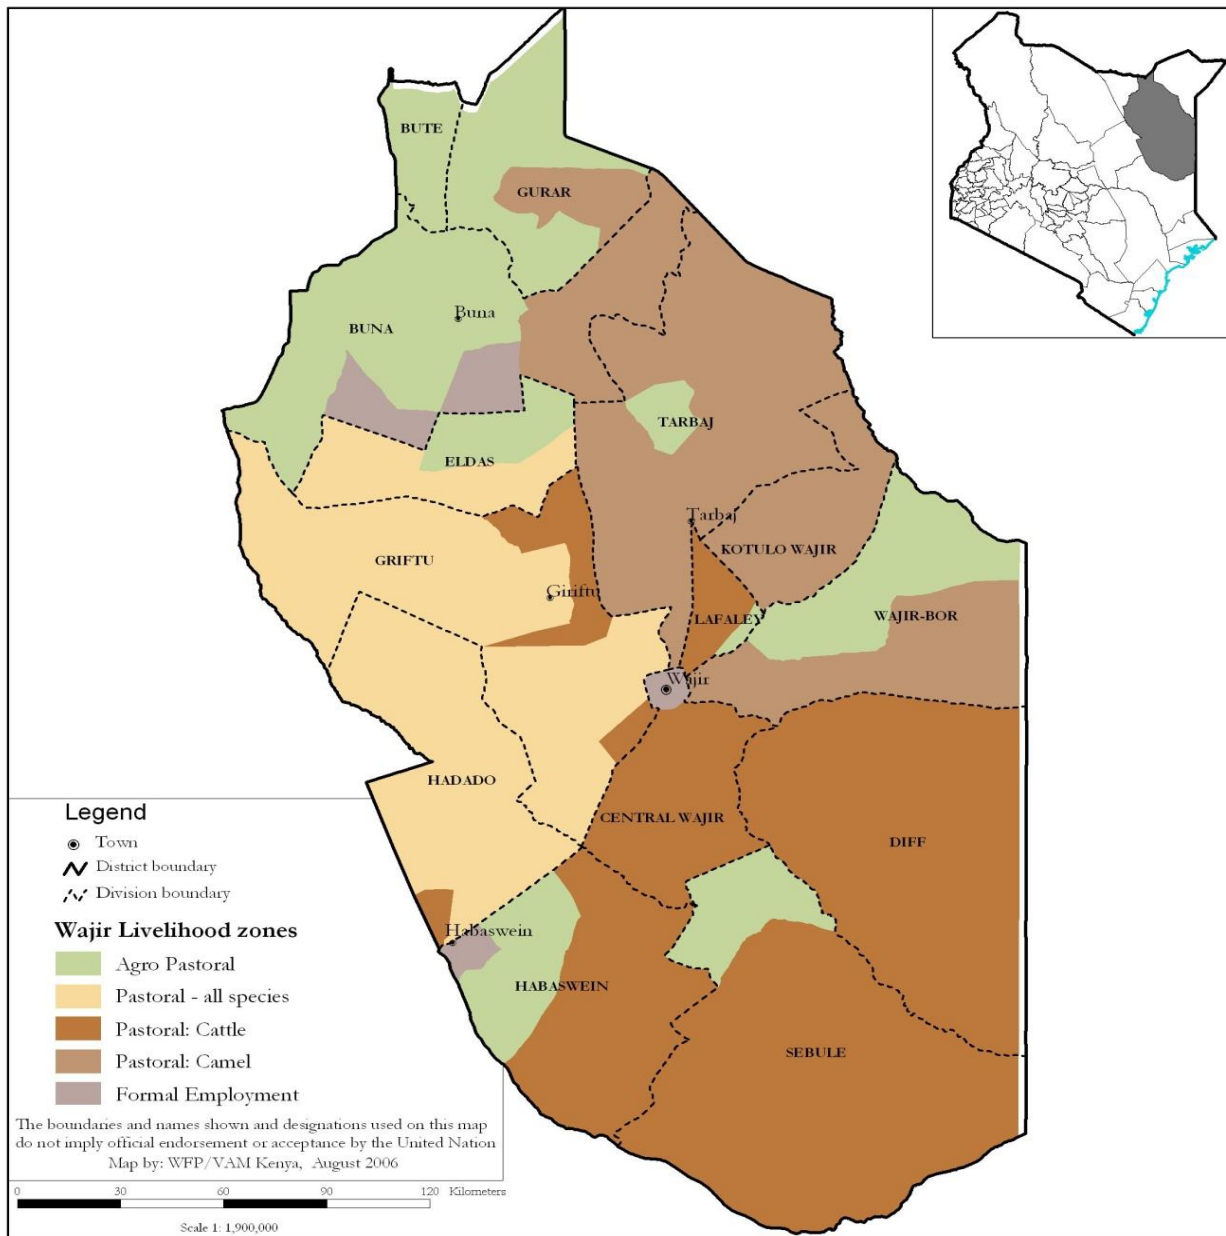 BUTE
GURAR
Buna
BUNA
TARBAJ
ELDAS
Tarbaj
KOTULO WAJIR
GRIFTU
Giriftu
LAFALEY
WAJIR-BOR
Wajir
HADADO
CENTRAL WAJIR
DIFF
Habaswein
HABASWEIN
SEBULE
Legend
Town
District boundary
Division boundary
Wajir Livelihood zones
Agro Pastoral
Pastoral - all species
Pastoral: Cattle
Pastoral: Camel
Formal Employment
The boundaries and names shown and designations used on this map
do not imply official endorsement or acceptance by the United Nation
Map by: WFP/VAM Kenya, August 2006
0 30 60 90 120 Kilometers
Scale 1: 1,900,000